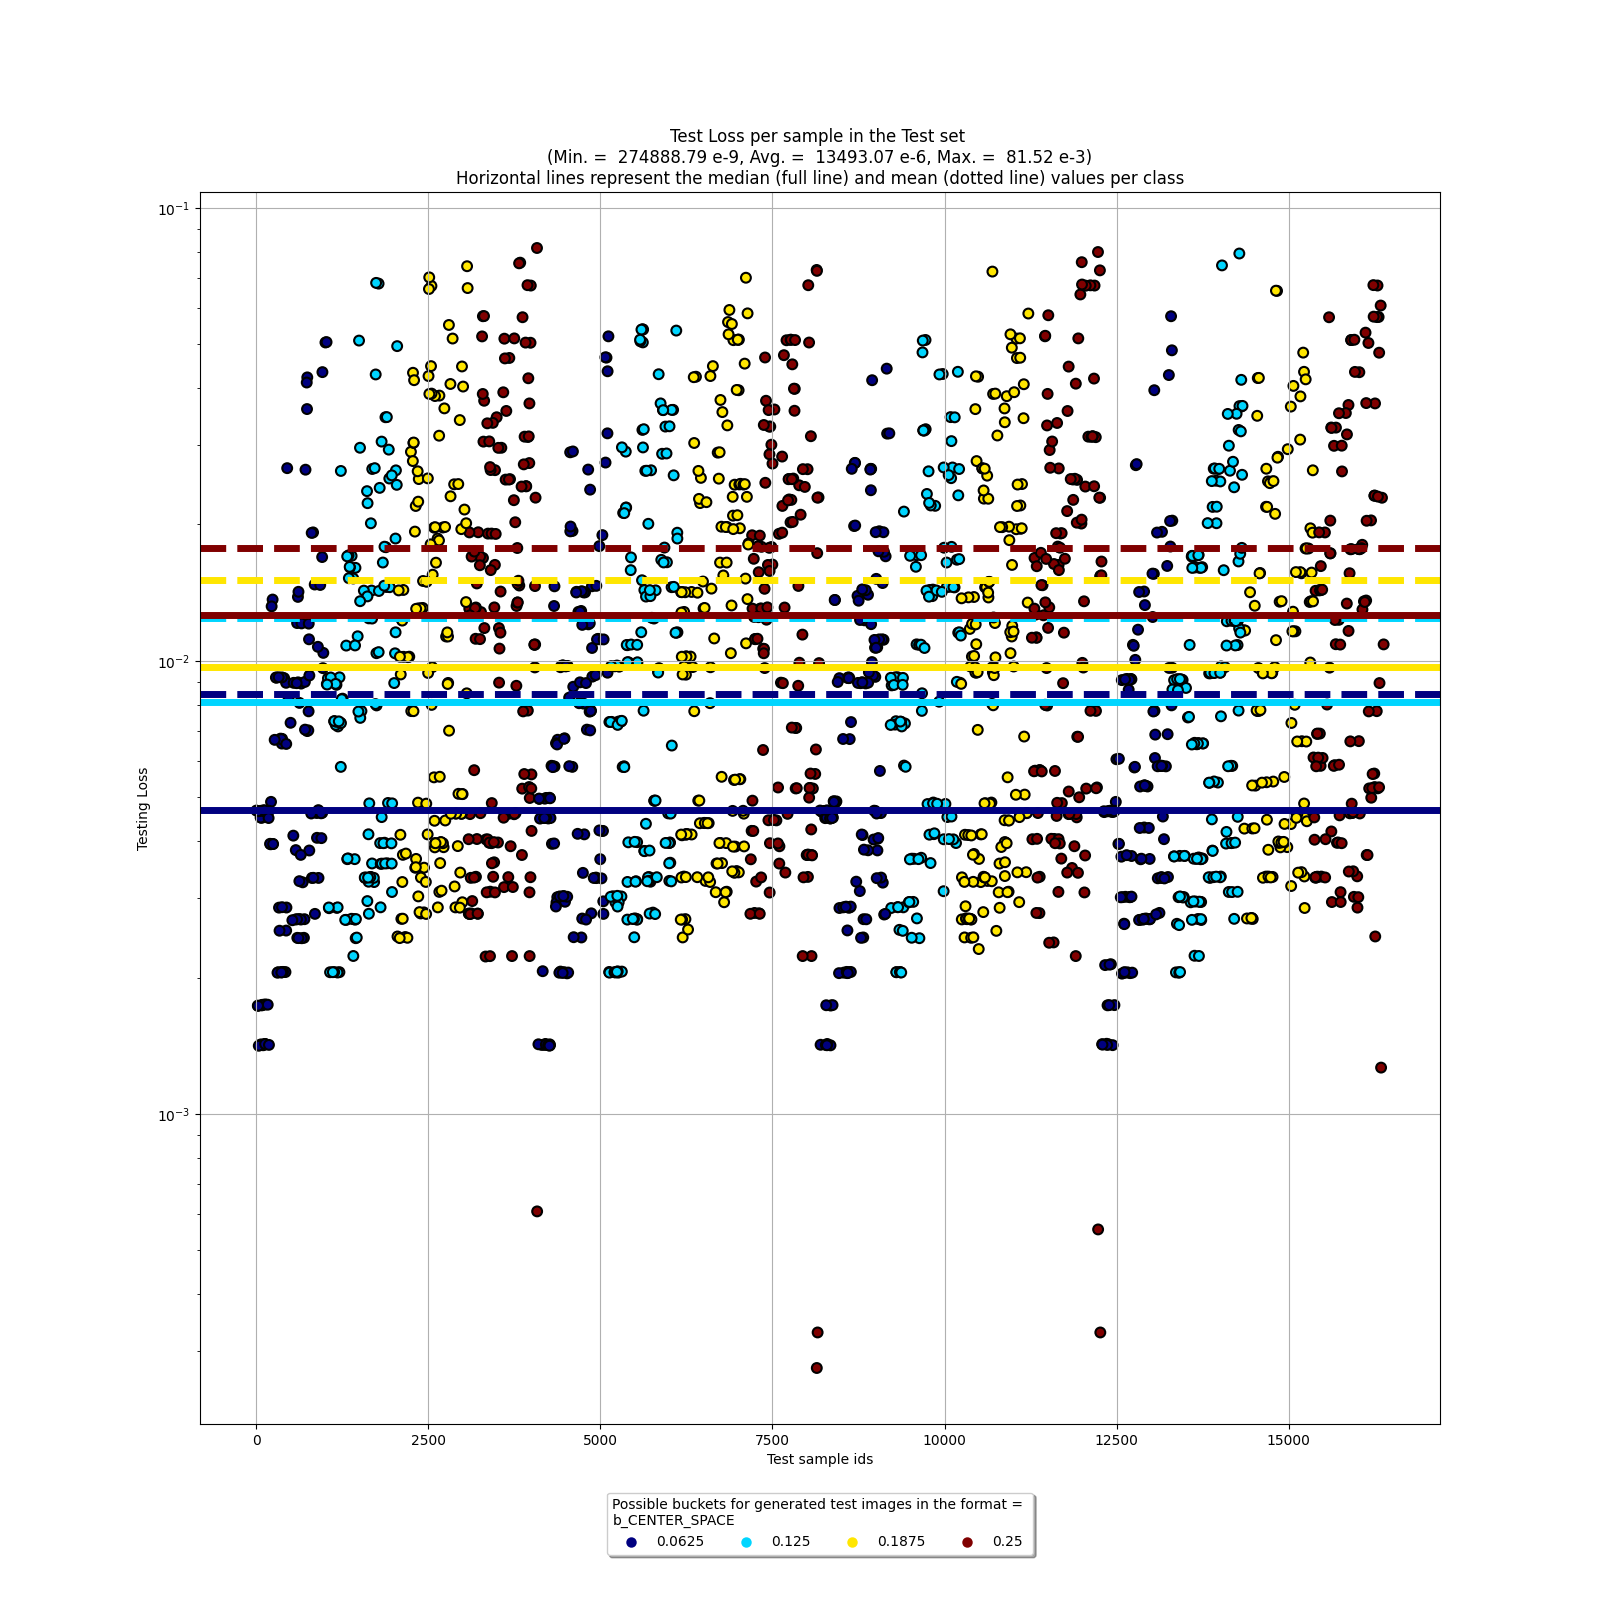 Test Loss per sample in the Test set
(Min. =  274888.79 e-9, Avg. =  13493.07 e-6, Max. =  81.52 e-3)
Horizontal lines represent the median (full line) and mean (dotted line) values per class
10⁻¹
10⁻²
10⁻³
Testing Loss
0 2500 5000 7500 10000 12500 15000
Test sample ids
Possible buckets for generated test images in the format =
b_CENTER_SPACE
0.0625 0.125 0.1875 0.25